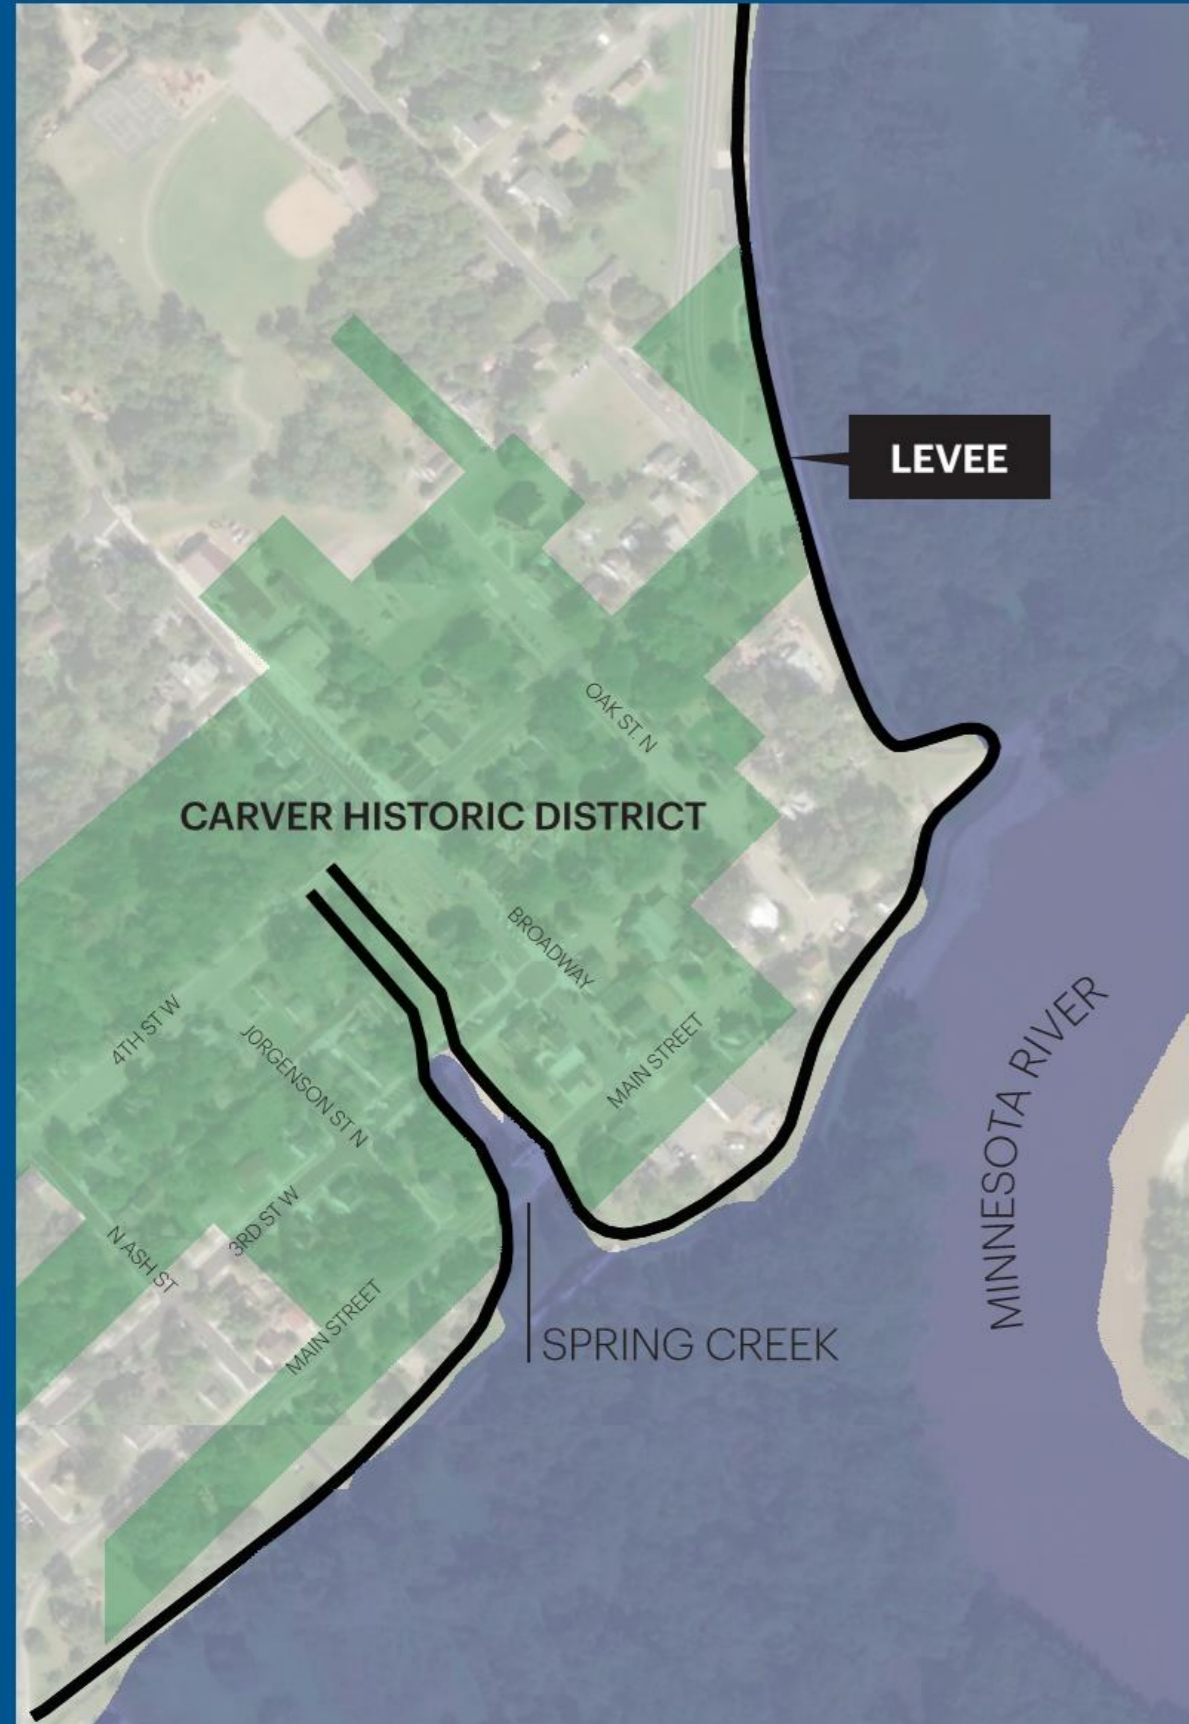 LEVEE
OAK ST. N
CARVER HISTORIC DISTRICT
BROADWAY
4TH ST W
JORGENSON ST N
MAIN STREET
MINNESOTA RIVER
3RD ST W
N ASH ST
MAIN STREET
SPRING CREEK